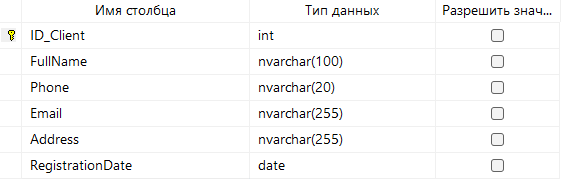 Имя столбца Тип данных Разрешить знач...
ID_Client int
FullName nvarchar(100)
Phone nvarchar(20)
Email nvarchar(255)
Address nvarchar(255)
RegistrationDate date